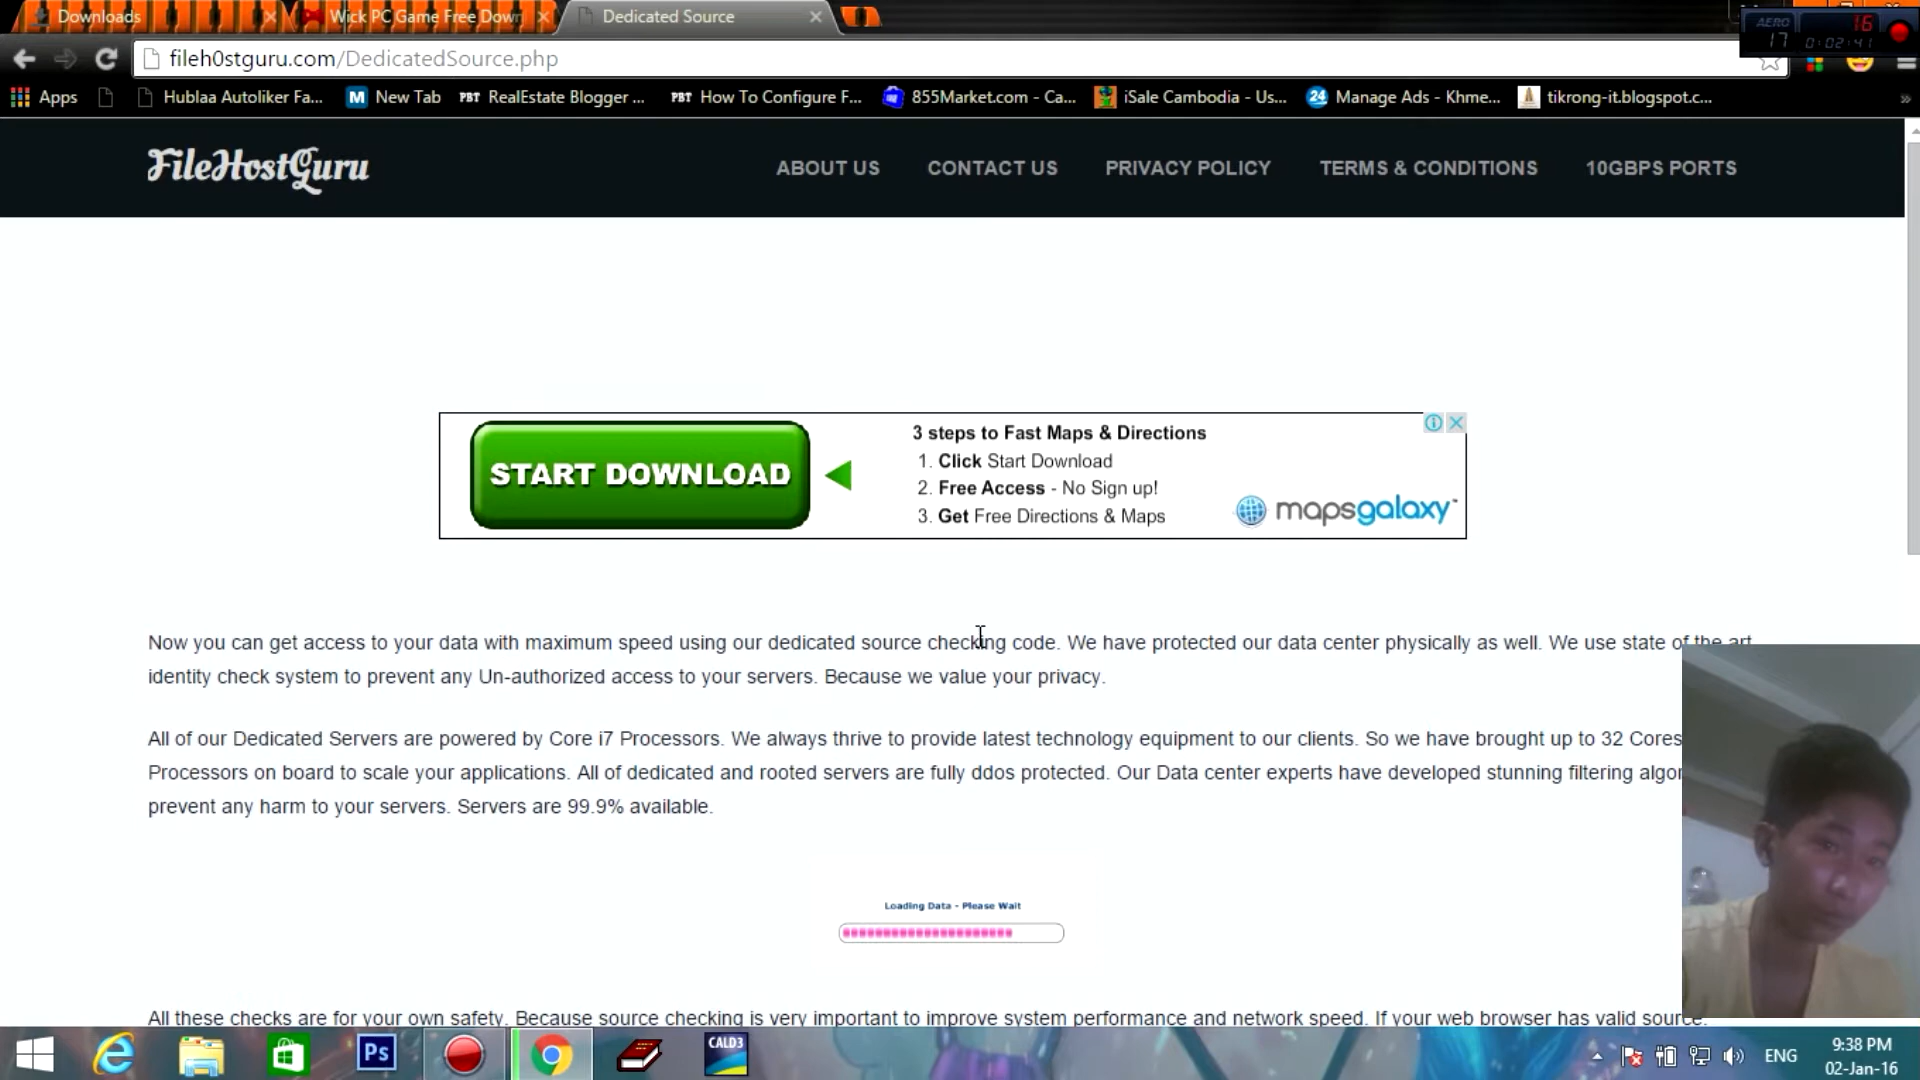 Downloads
Wick PC Game Free Down
Dedicated Source
AERO
17
16
0:02:41
fileh0stguru.com/DedicatedSource.php
Apps
Hublaa Autoliker Fa...
M New Tab
PBT RealEstate Blogger ...
PBT How To Configure F...
855Market.com - Ca...
iSale Cambodia - Us...
24 Manage Ads - Khme...
tikrong-it.blogspot.c...
»
FileHostGuru
ABOUT US
CONTACT US
PRIVACY POLICY
TERMS & CONDITIONS
10GBPS PORTS
START DOWNLOAD
3 steps to Fast Maps & Directions
1. Click Start Download
2. Free Access - No Sign up!
3. Get Free Directions & Maps
mapsgalaxy™
Now you can get access to your data with maximum speed using our dedicated source checking code. We have protected our data center physically as well. We use state of the art
identity check system to prevent any Un-authorized access to your servers. Because we value your privacy.
All of our Dedicated Servers are powered by Core i7 Processors. We always thrive to provide latest technology equipment to our clients. So we have brought up to 32 Cores
Processors on board to scale your applications. All of dedicated and rooted servers are fully ddos protected. Our Data center experts have developed stunning filtering algor
prevent any harm to your servers. Servers are 99.9% available.
Loading Data - Please Wait
All these checks are for your own safety. Because source checking is very important to improve system performance and network speed. If your web browser has valid source.
Ps
CALD3
ENG
9:38 PM
02-Jan-16